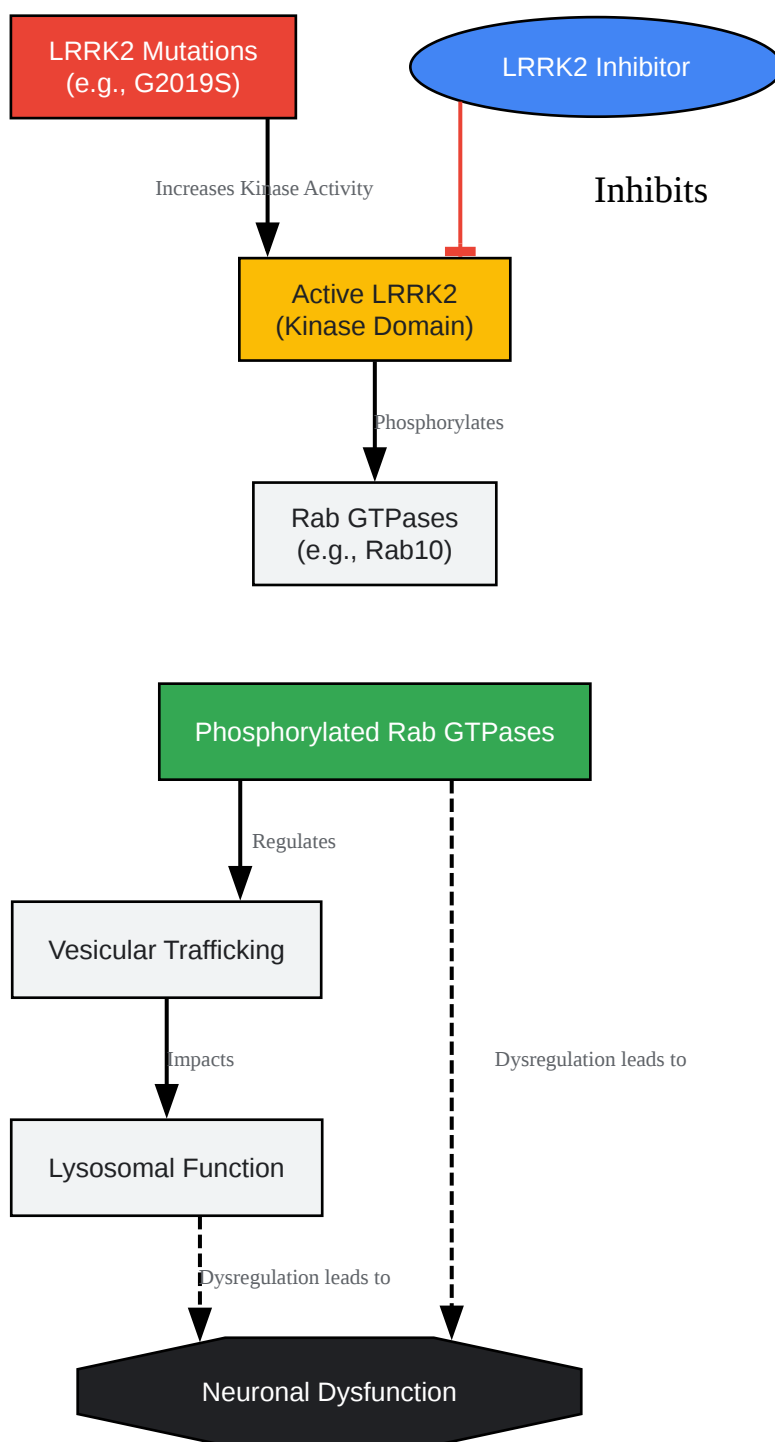 LRRK2 Mutations
(e.g., G2019S)
LRRK2 Inhibitor
Increases Kinase Activity
Inhibits
Active LRRK2
(Kinase Domain)
Phosphorylates
Rab GTPases
(e.g., Rab10)
Phosphorylated Rab GTPases
Regulates
Vesicular Trafficking
Impacts
Dysregulation leads to
Lysosomal Function
Dysregulation leads to
Neuronal Dysfunction